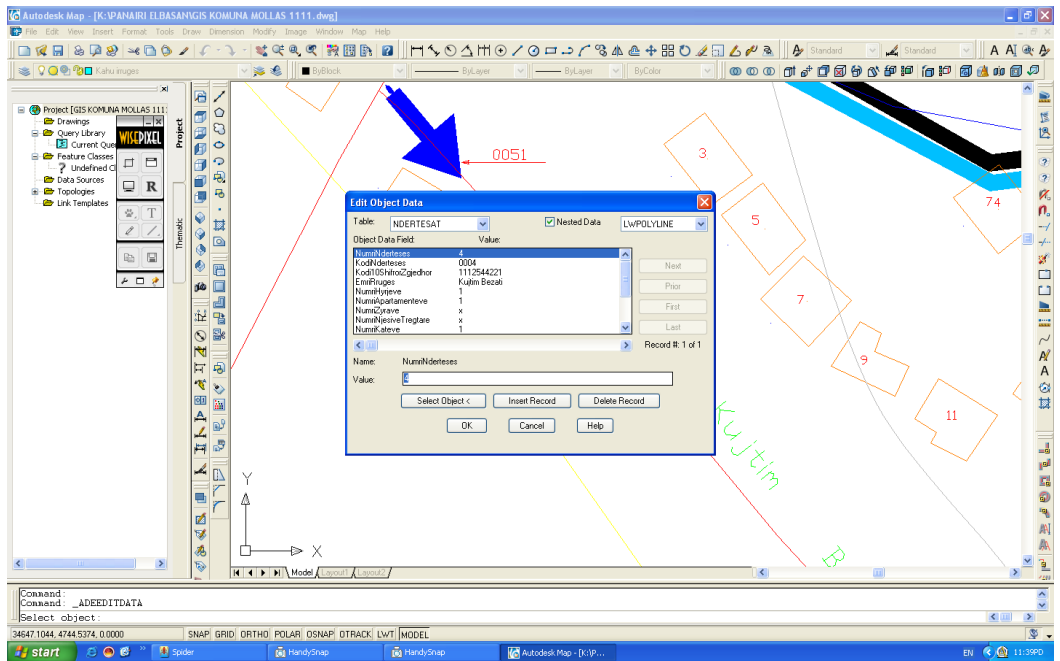 Autodesk Map - [K:\PANAIRI ELBASAN\GIS KOMUNA MOLLAS 1111.dwg]
File Edit View Insert Format Tools Draw Dimension Modify Image Window Map Help
Standard Standard
Kahu rruges ByBlock ByLayer ByLayer ByColor
Project [GIS KOMUNA MOLLAS 111
Drawings
Query Library
Current Que
Feature Classes
Undefined Cl
Data Sources
Topologies
Link Templates
WISEPIXEL
R
T
Project
Thematic
0051
3
5
7
9
11
74
Kujtim
B
Edit Object Data
Table: NDERTESAT Nested Data LWPOLYLINE
Object Data Field: Value:
NumriNderteses 4
KodiNderteses 0004
Kodi10ShifrorZgjedhor 1112544221
EmriRruges Kujtim Bezati
NumriHyrjeve 1
NumriApartamenteve 1
NumriZyrave x
NumriNjesiveTregtare x
NumriKateve 1
Next
Prior
First
Last
Record #: 1 of 1
Name: NumriNderteses
Value: 4
Select Object < Insert Record Delete Record
OK Cancel Help
Y
X
Model Layout1 Layout2
Command:
Command: _ADEEDITDATA
Select object:
34647.1044, 4744.5374, 0.0000 SNAP GRID ORTHO POLAR OSNAP OTRACK LWT MODEL
start Spider HandySnap HandySnap Autodesk Map - [K:\P... EN 11:39PD